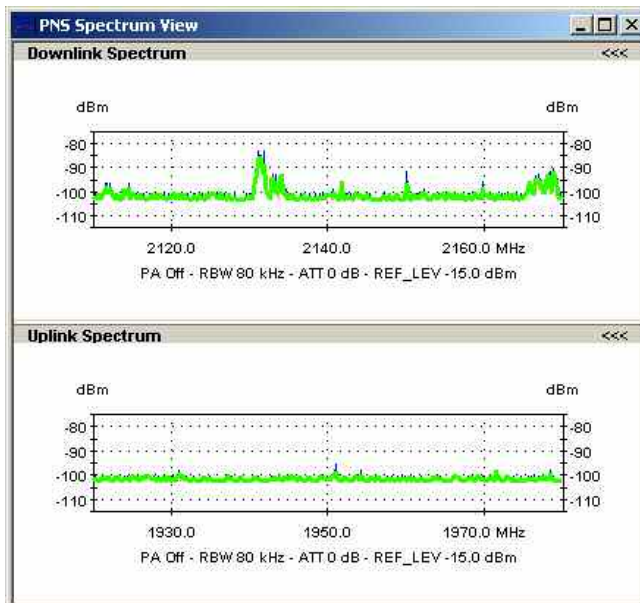 PNS Spectrum View
Downlink Spectrum <<<
dBm dBm
-80 -80
-90 -90
-100 -100
-110 -110
2120.0 2140.0 2160.0 MHz
PA Off - RBW 80 kHz - ATT 0 dB - REF_LEV -15.0 dBm
Uplink Spectrum <<<
dBm dBm
-80 -80
-90 -90
-100 -100
-110 -110
1930.0 1950.0 1970.0 MHz
PA Off - RBW 80 kHz - ATT 0 dB - REF_LEV -15.0 dBm